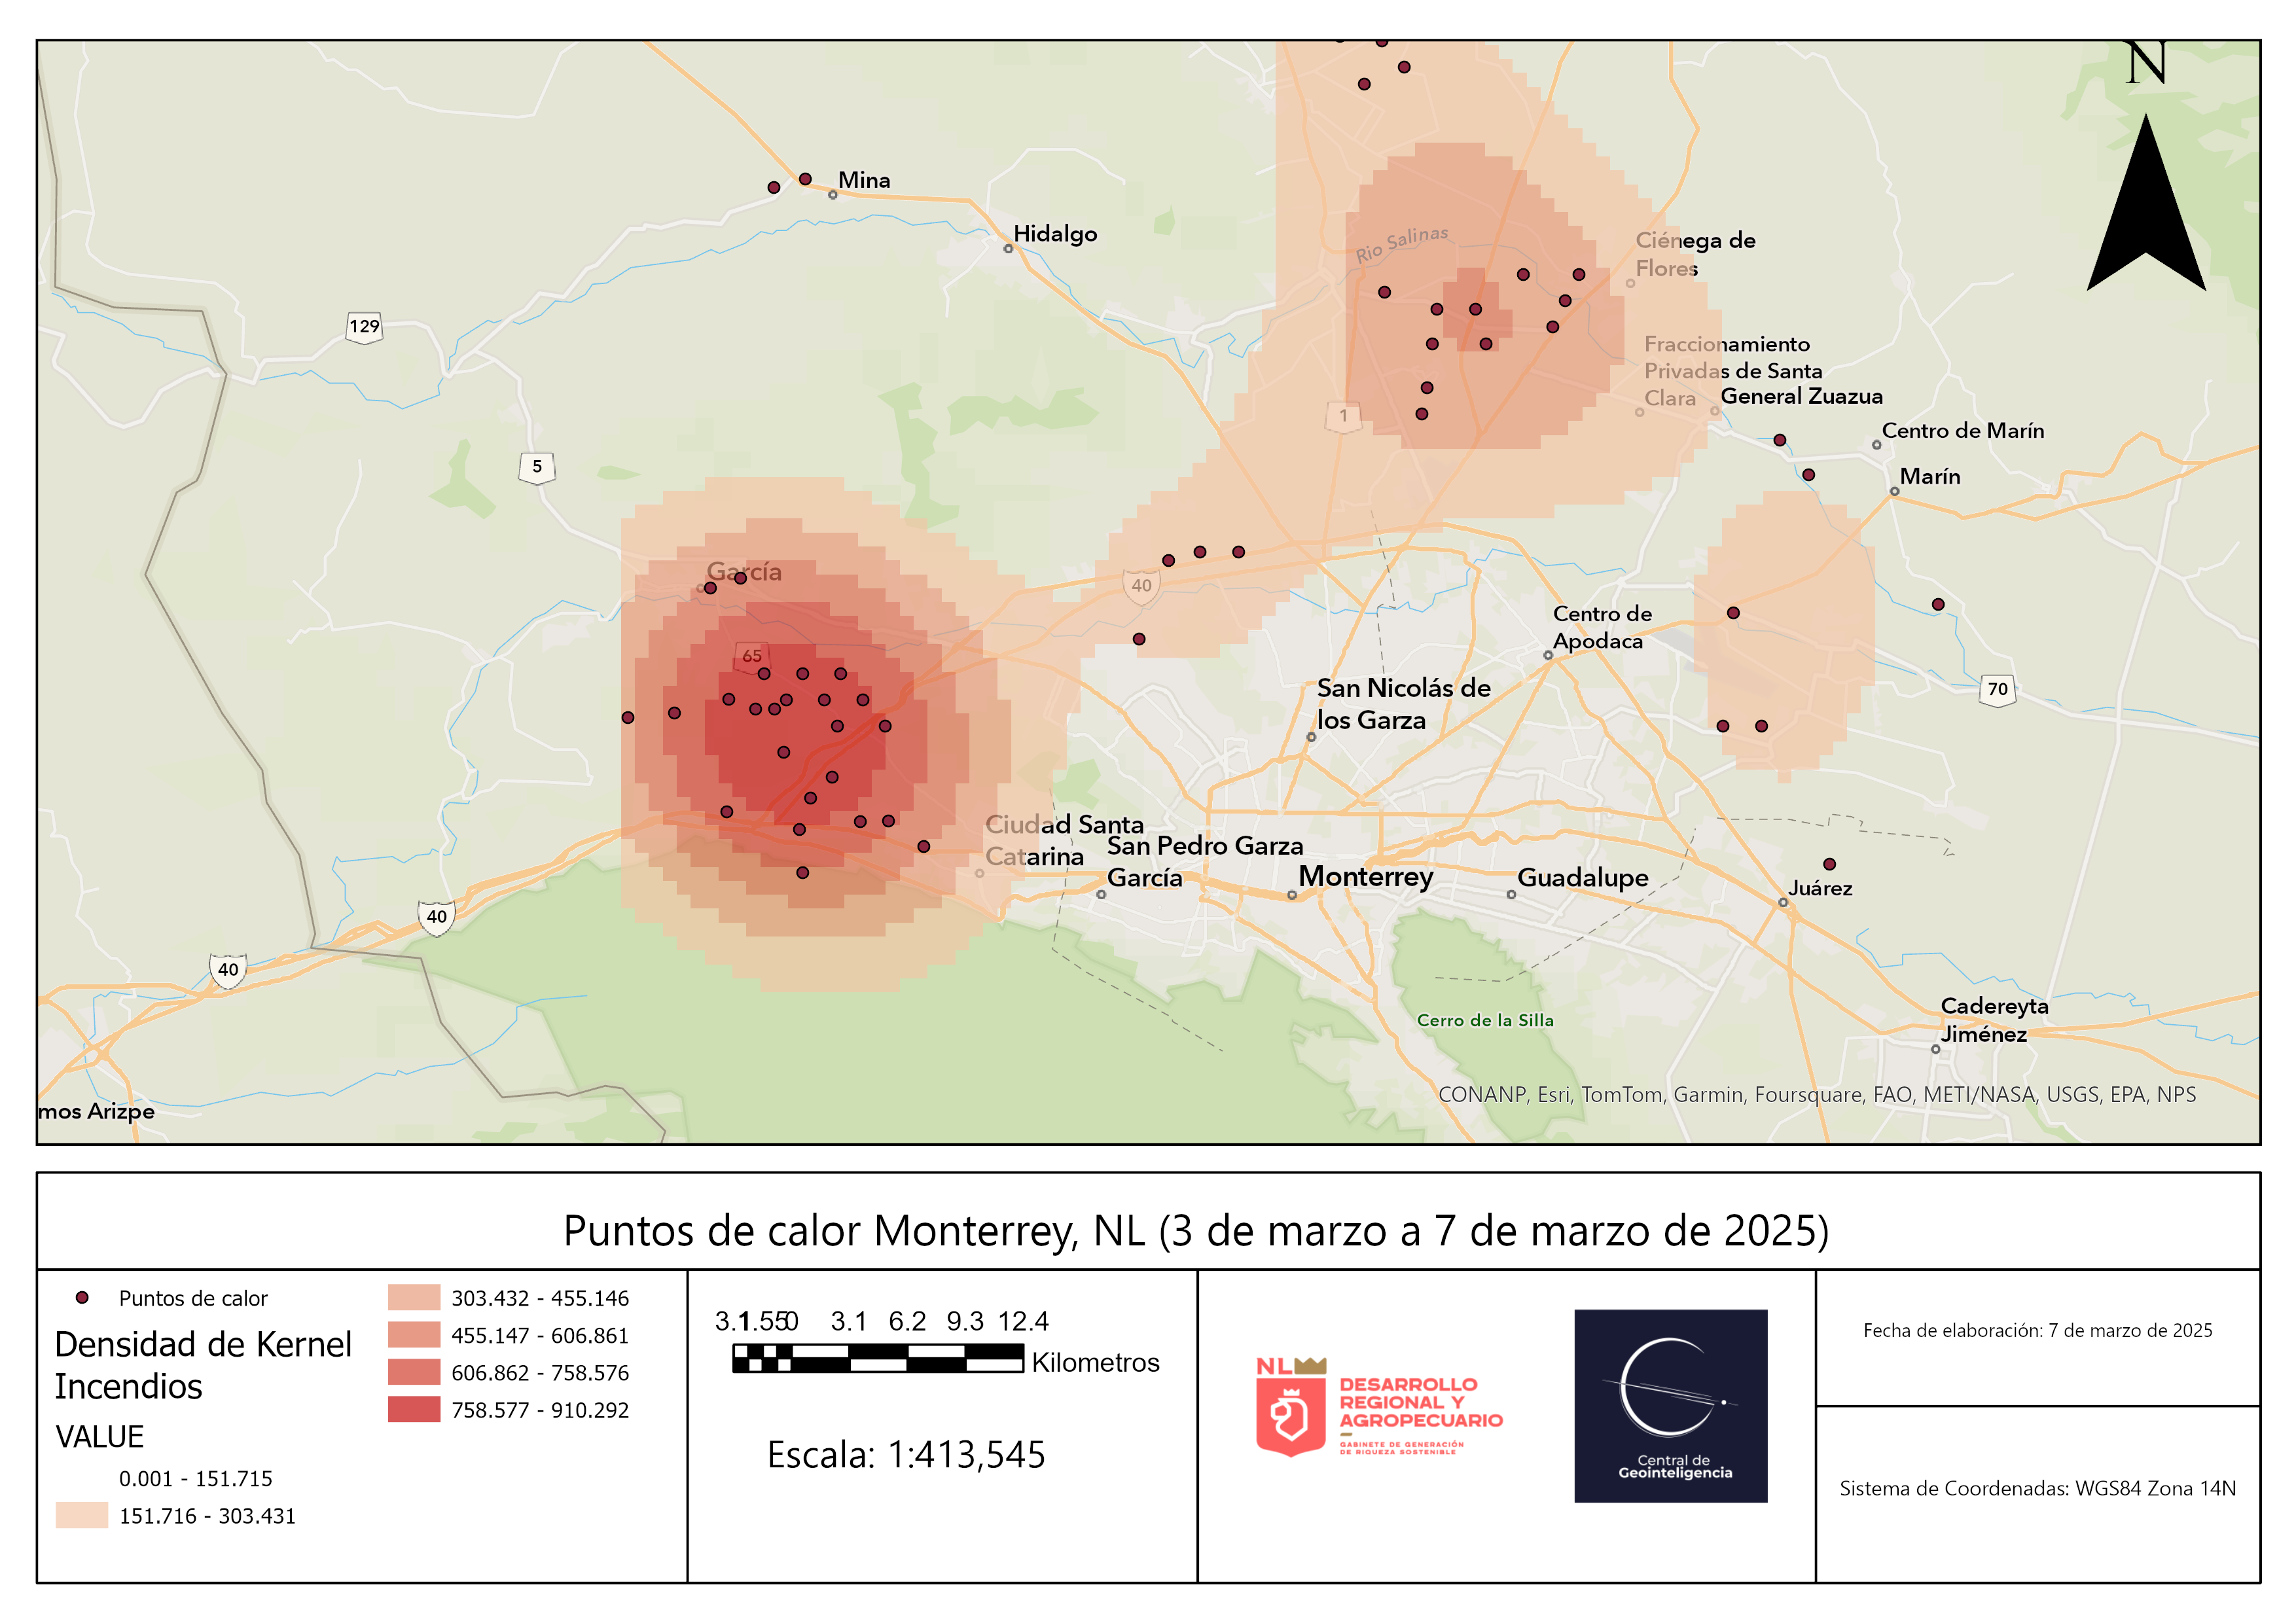 N
Mina
Hidalgo
Rio Salinas
Ciénega de
Flores
129
Fraccionamiento
Privadas de Santa
Clara
General Zuazua
1
Centro de Marín
5
Marín
García
40
Centro de
Apodaca
65
San Nicolás de
los Garza
70
Ciudad Santa
Catarina
San Pedro Garza
García
Monterrey
Guadalupe
Juárez
40
40
Cadereyta
Jiménez
Cerro de la Silla
CONANP, Esri, TomTom, Garmin, Foursquare, FAO, METI/NASA, USGS, EPA, NPS
mos Arizpe
Puntos de calor Monterrey, NL (3 de marzo a 7 de marzo de 2025)
Puntos de calor
Densidad de Kernel
Incendios
VALUE
0.001 - 151.715
151.716 - 303.431
303.432 - 455.146
455.147 - 606.861
606.862 - 758.576
758.577 - 910.292
3.1 1.55 0 3.1 6.2 9.3 12.4
Kilometros
Escala: 1:413,545
NL
DESARROLLO
REGIONAL Y
AGROPECUARIO
GABINETE DE GENERACIÓN
DE RIQUEZA SOSTENIBLE
Central de
Geointeligencia
Fecha de elaboración: 7 de marzo de 2025
Sistema de Coordenadas: WGS84 Zona 14N